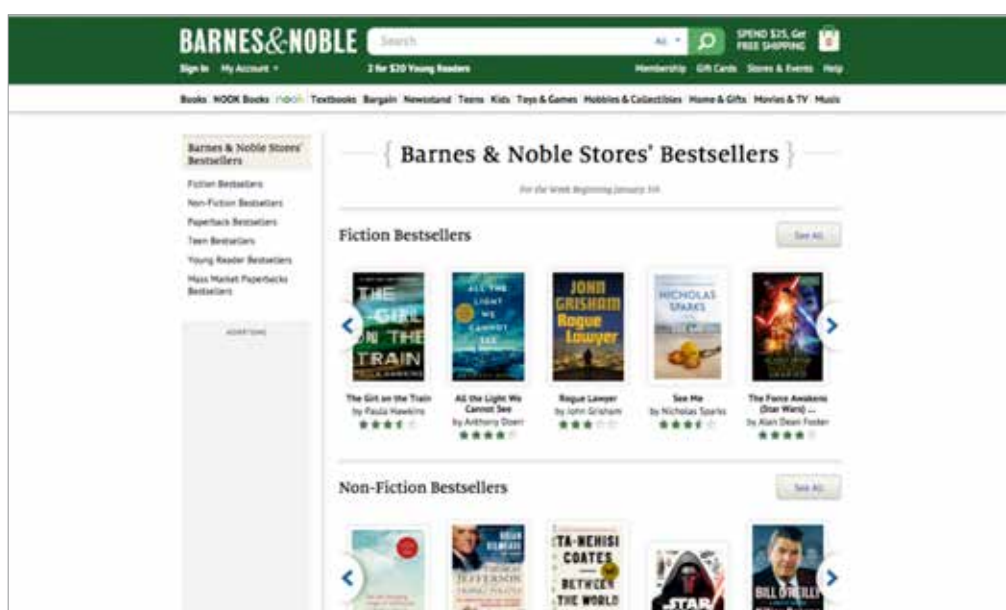 BARNES&NOBLE
Search
ALL
SPEND $25, Get
FREE SHIPPING
0
Sign In My Account
2 for $20 Young Readers
Membership Gift Cards Stores & Events Help
Books NOOK Books nook Textbooks Bargain Newsstand Teens Kids Toys & Games Hobbies & Collectibles Home & Gifts Movies & TV Music
Barnes & Noble Stores'
Bestsellers
Fiction Bestsellers
Non-Fiction Bestsellers
Paperback Bestsellers
Teen Bestsellers
Young Reader Bestsellers
Mass Market Paperbacks
Bestsellers
{ Barnes & Noble Stores' Bestsellers }
For the Week Beginning January
Fiction Bestsellers
See All
THE
GIRL
ON THE
TRAIN
PAULA HAWKINS
ALL THE
LIGHT
WE
CANNOT
SEE
JOHN
GRISHAM
Rogue
Lawyer
NICHOLAS
SPARKS
The Girl on the Train
by Paula Hawkins
All the Light We
Cannot See
by Anthony Doerr
Rogue Lawyer
by John Grisham
See Me
by Nicholas Sparks
The Force Awakens
(Star Wars) ...
by Alan Dean Foster
Non-Fiction Bestsellers
See All
BRIAN
KILMEADE
THOMAS
JEFFERSON
TA-NEHISI
COATES
BETWEEN
THE WORLD
STAR
BILL O'REILLY